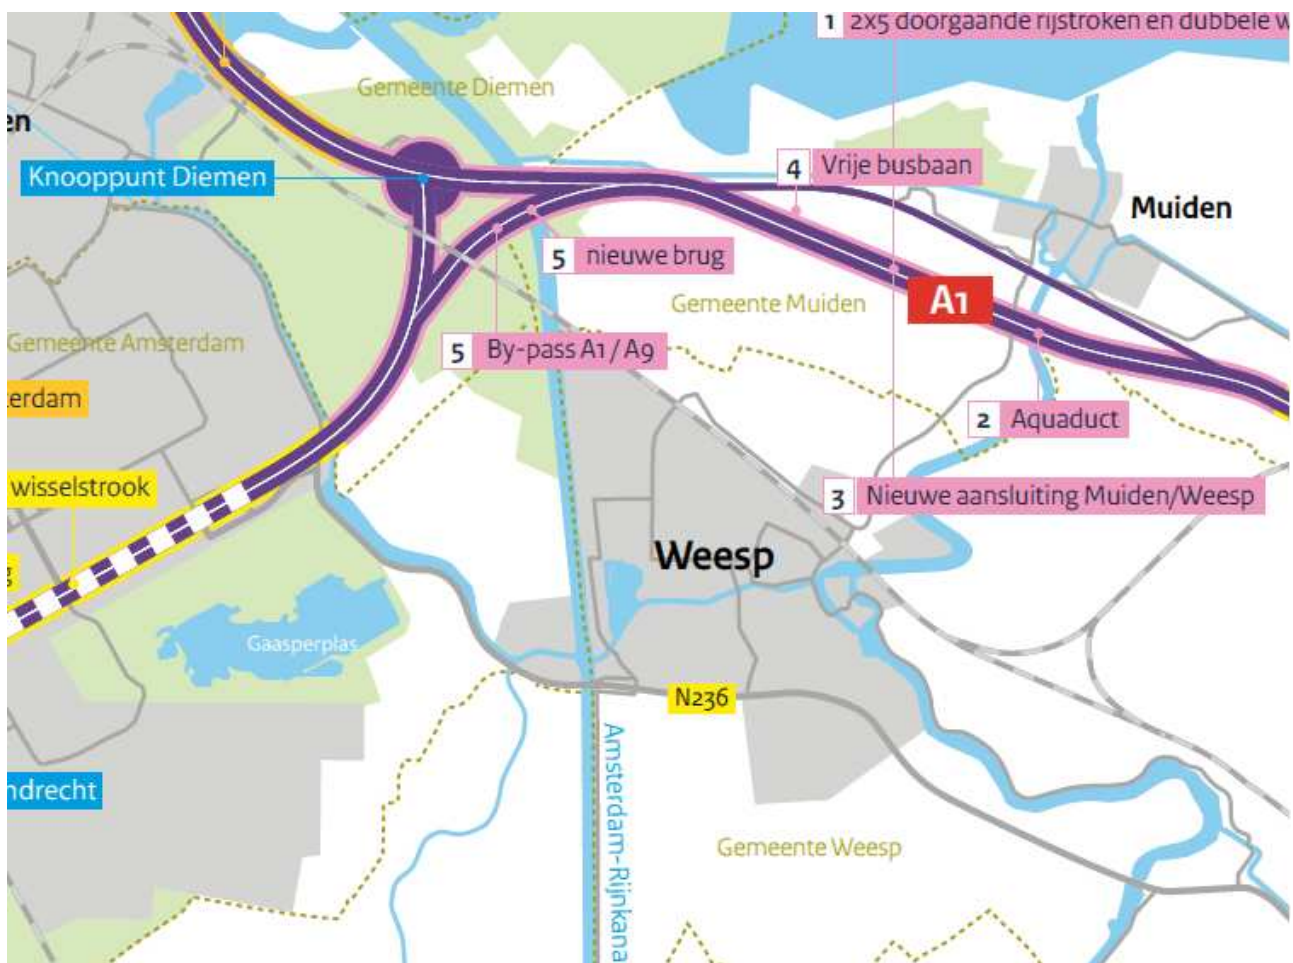 1 2x5 doorgaande rijstroken en dubbele w
Gemeente Diemen
en
4 Vrije busbaan
Knooppunt Diemen
Muiden
5 nieuwe brug
Gemeente Muiden
A1
Gemeente Amsterdam
5 By-pass A1 / A9
terdam
2 Aquaduct
wisselstrook
3 Nieuwe aansluiting Muiden/Weesp
Weesp
g
Gaasperplas
N236
Amsterdam-Rijnkana
ndrecht
Gemeente Weesp